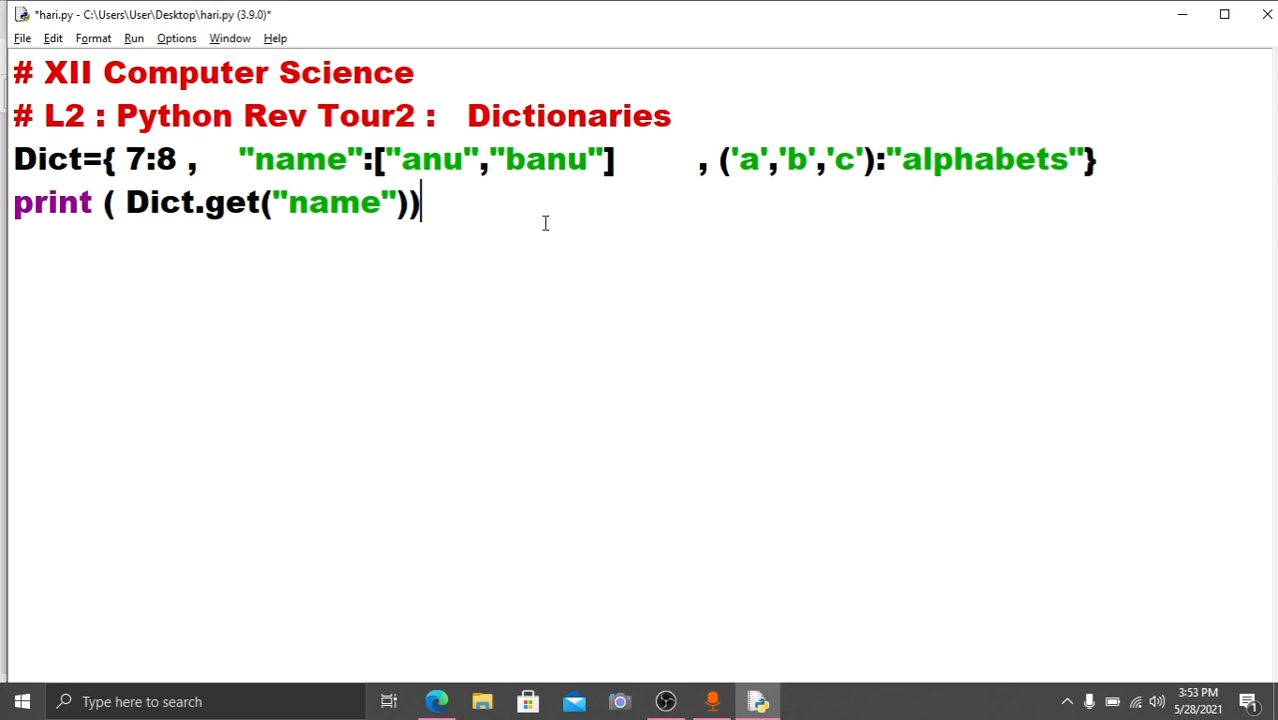 *hari.py - C:\Users\User\Desktop\hari.py (3.9.0)*
File Edit Format Run Options Window Help
# XII Computer Science
# L2 : Python Rev Tour2 :   Dictionaries
Dict={ 7:8 ,    "name":["anu","banu"]        , ('a','b','c'):"alphabets"}
print ( Dict.get("name"))
Type here to search
3:53 PM
5/28/2021
1